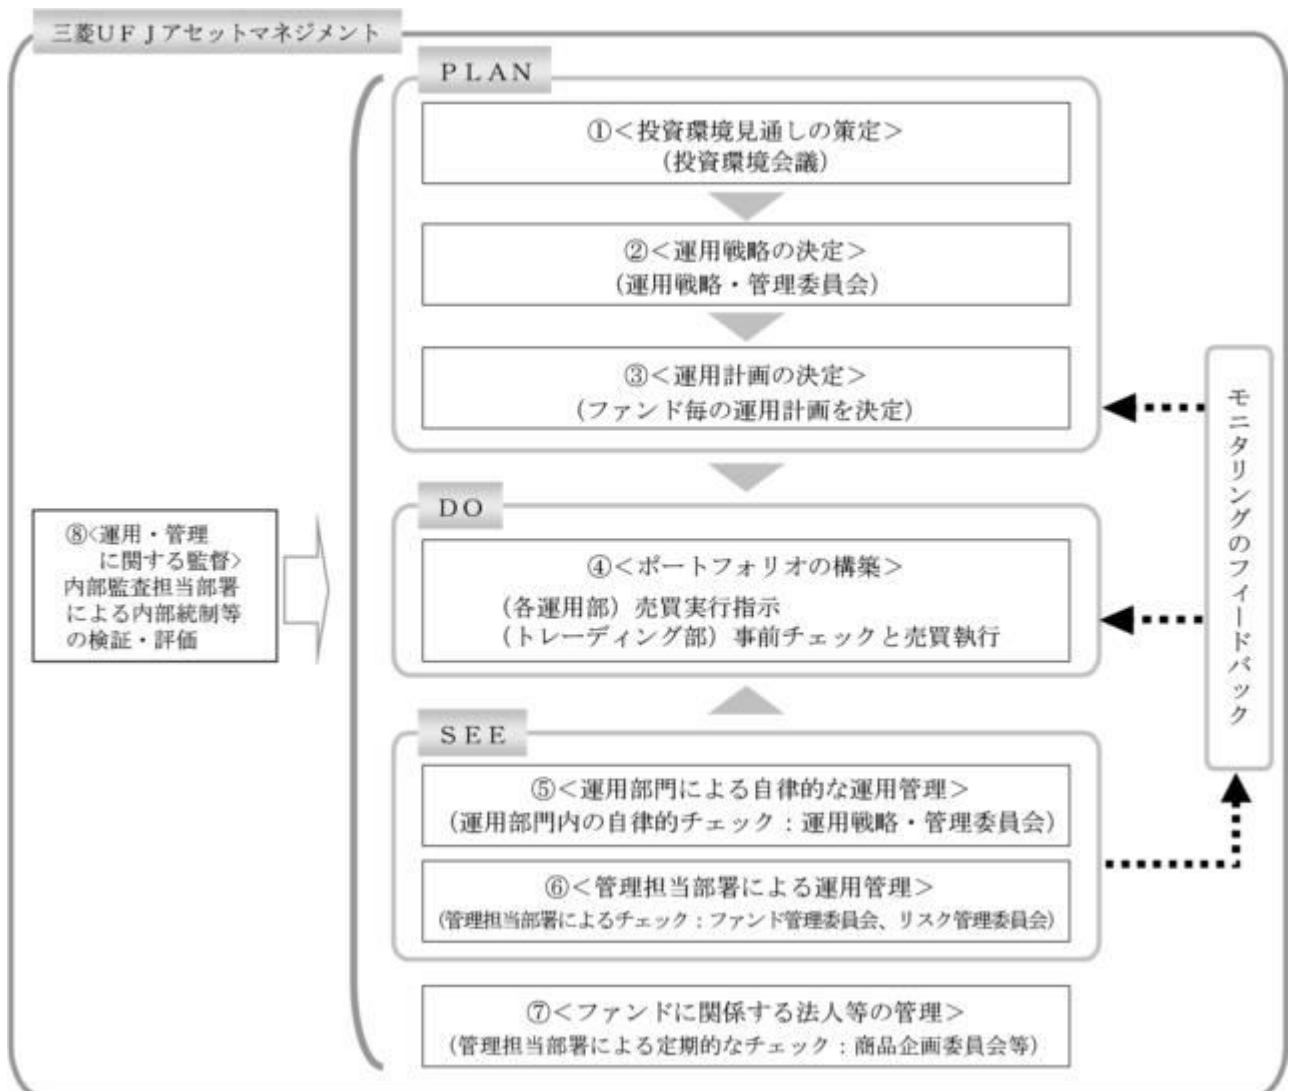 三菱UFJアセットマネジメント
PLAN
①＜投資環境見通しの策定＞
（投資環境会議）
②＜運用戦略の決定＞
（運用戦略・管理委員会）
③＜運用計画の決定＞
（ファンド毎の運用計画を決定）
DO
④＜ポートフォリオの構築＞
（各運用部）売買実行指示
（トレーディング部）事前チェックと売買執行
SEE
⑤＜運用部門による自律的な運用管理＞
（運用部門内の自律的チェック：運用戦略・管理委員会）
⑥＜管理担当部署による運用管理＞
（管理担当部署によるチェック：ファンド管理委員会、リスク管理委員会）
⑦＜ファンドに関係する法人等の管理＞
（管理担当部署による定期的なチェック：商品企画委員会等）
⑧＜運用・管理
に関する監督＞
内部監査担当部署
による内部統制等
の検証・評価
モニタリングのフィードバック